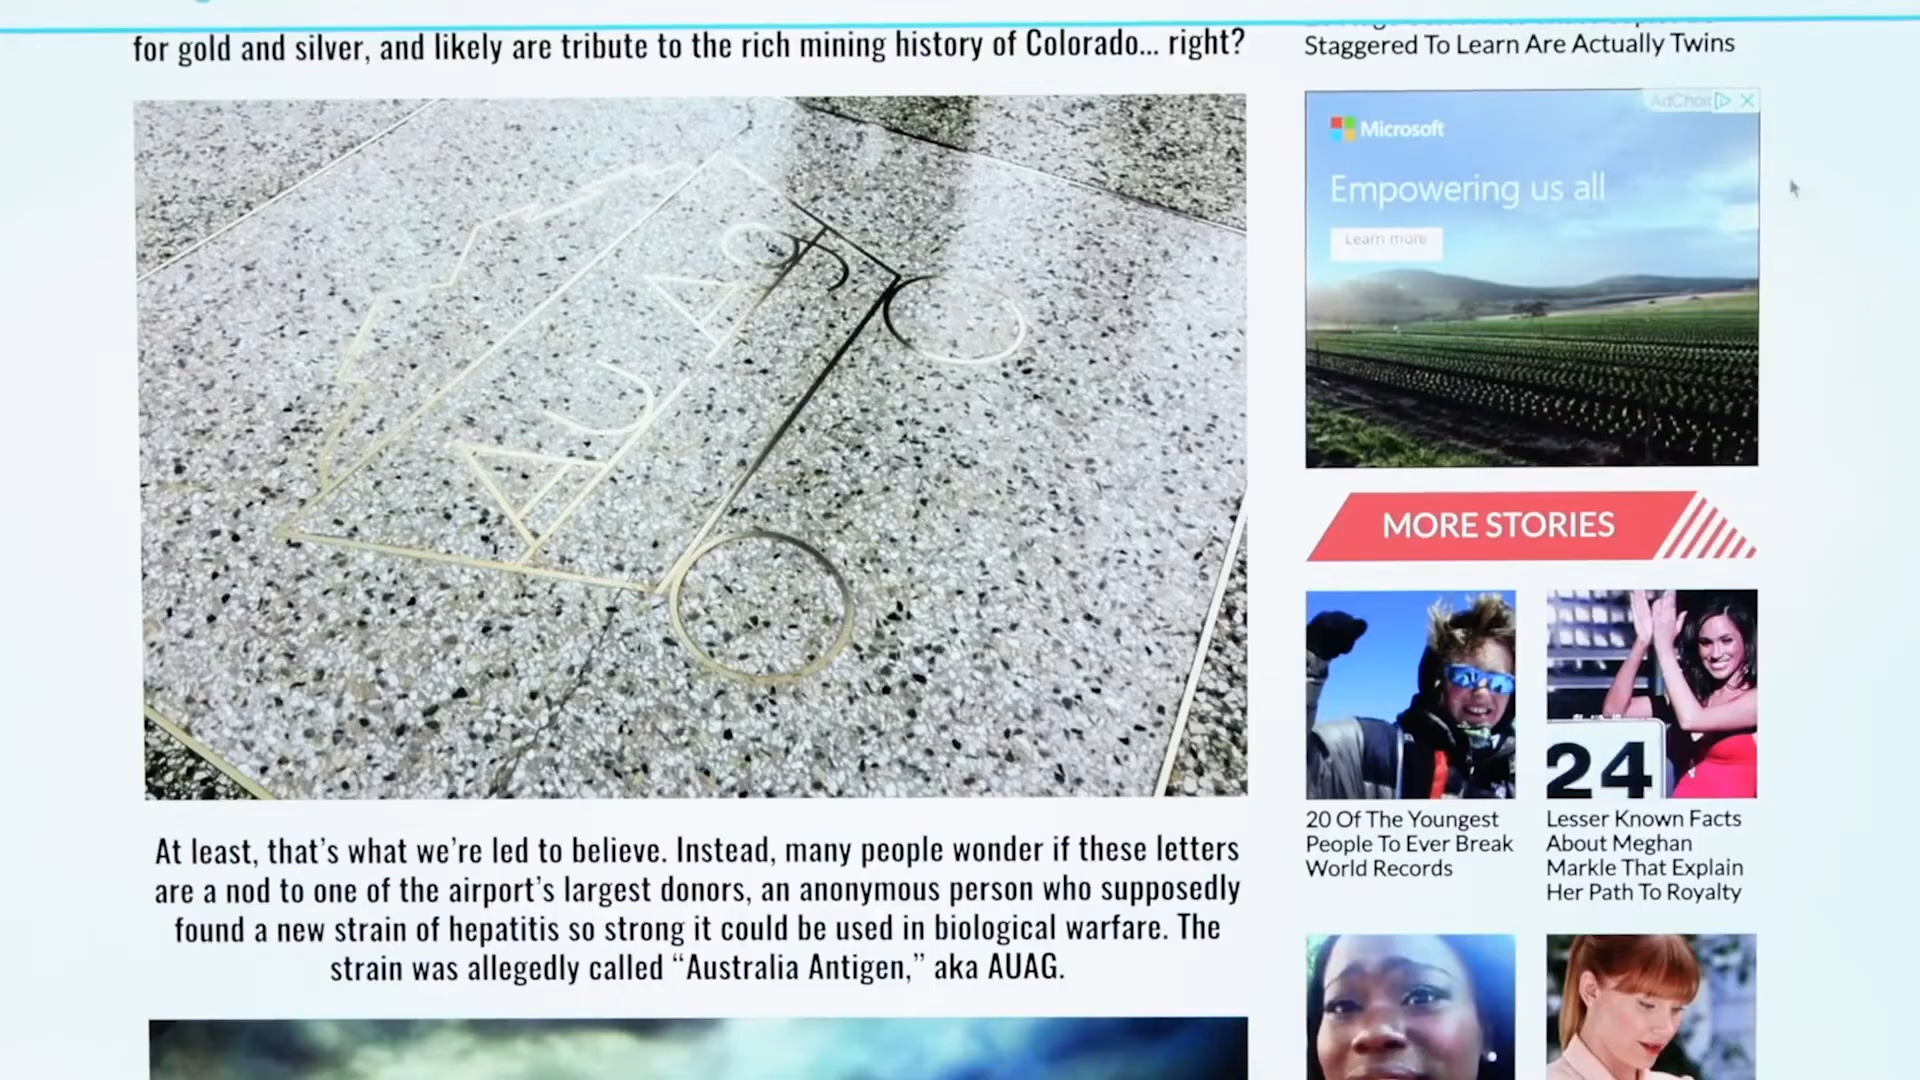 for gold and silver, and likely are tribute to the rich mining history of Colorado... right?
AU AG
At least, that's what we're led to believe. Instead, many people wonder if these letters
are a nod to one of the airport's largest donors, an anonymous person who supposedly
found a new strain of hepatitis so strong it could be used in biological warfare. The
strain was allegedly called “Australia Antigen,” aka AUAG.
Staggered To Learn Are Actually Twins
Microsoft
Empowering us all
Learn more
MORE STORIES
20 Of The Youngest
People To Ever Break
World Records
24
Lesser Known Facts
About Meghan
Markle That Explain
Her Path To Royalty